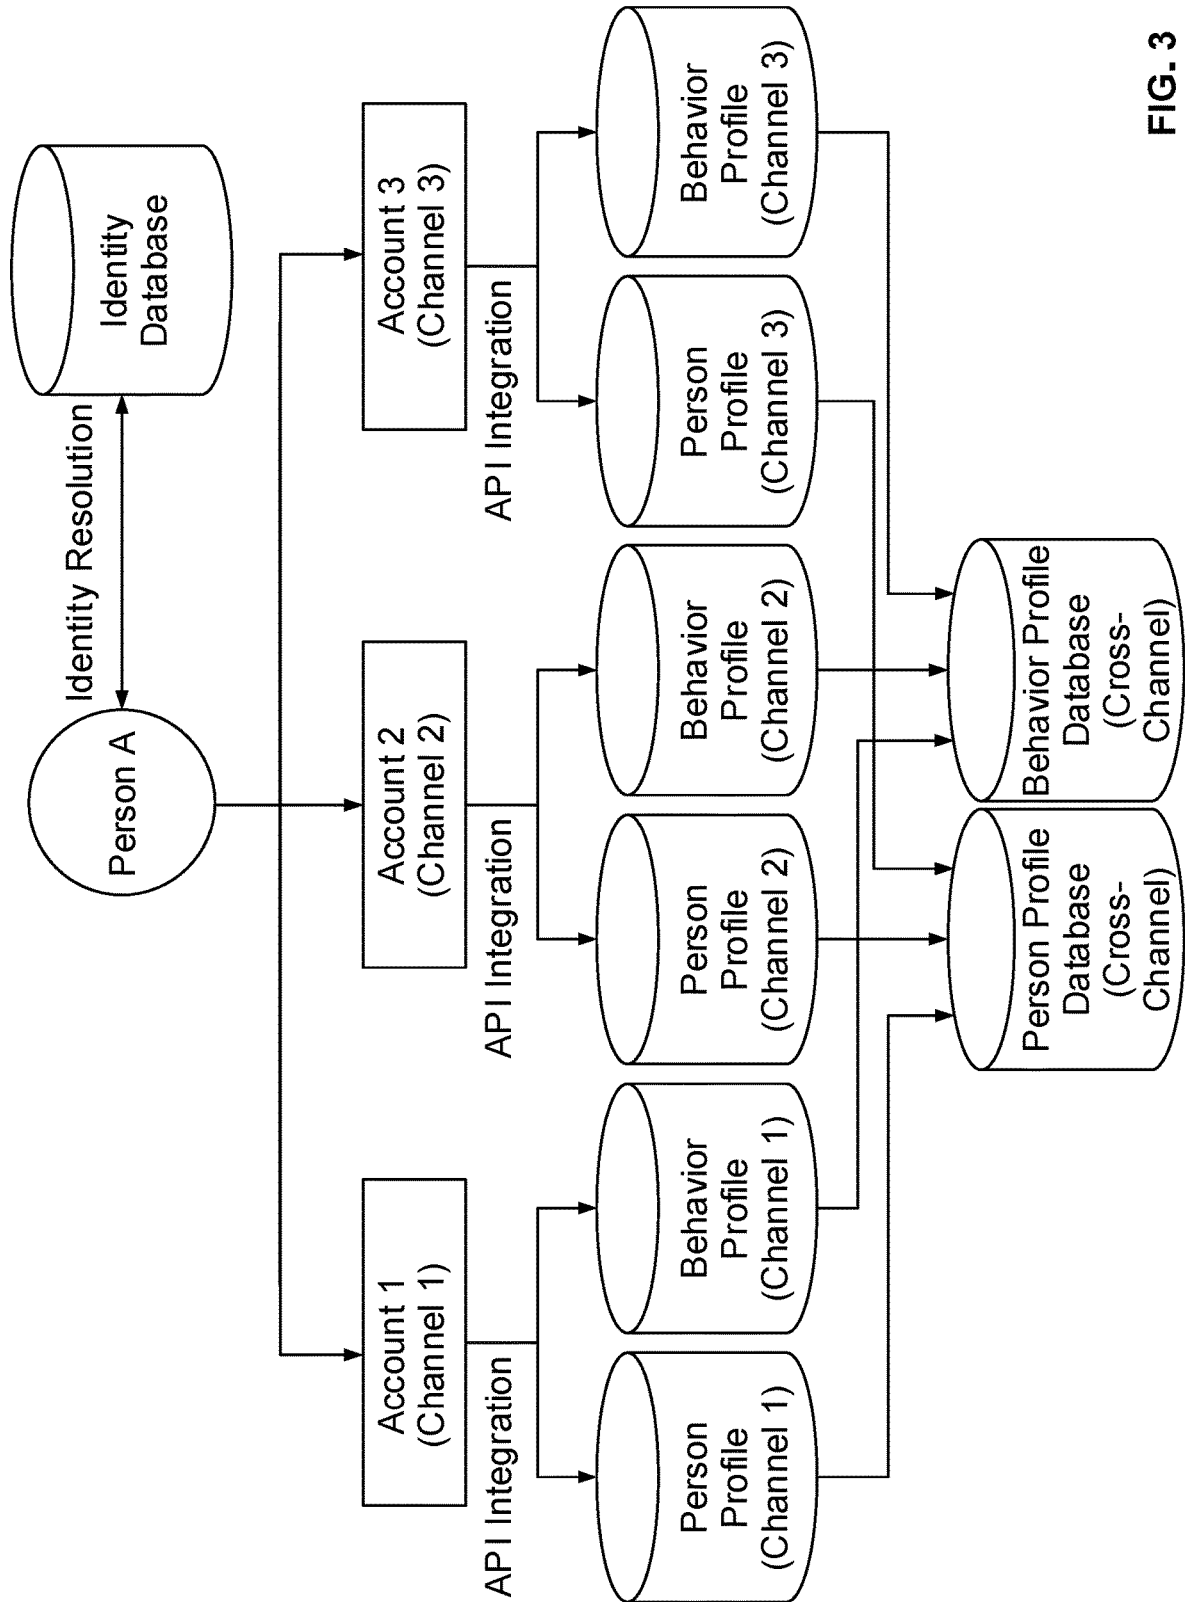 Person A
Identity Resolution
Identity
Database
Account 1
(Channel 1)
Account 2
(Channel 2)
Account 3
(Channel 3)
API Integration
API Integration
API Integration
Person
Profile
(Channel 1)
Behavior
Profile
(Channel 1)
Person
Profile
(Channel 2)
Behavior
Profile
(Channel 2)
Person
Profile
(Channel 3)
Behavior
Profile
(Channel 3)
Person Profile
Database
(Cross-
Channel)
Behavior Profile
Database
(Cross-
Channel)
FIG. 3